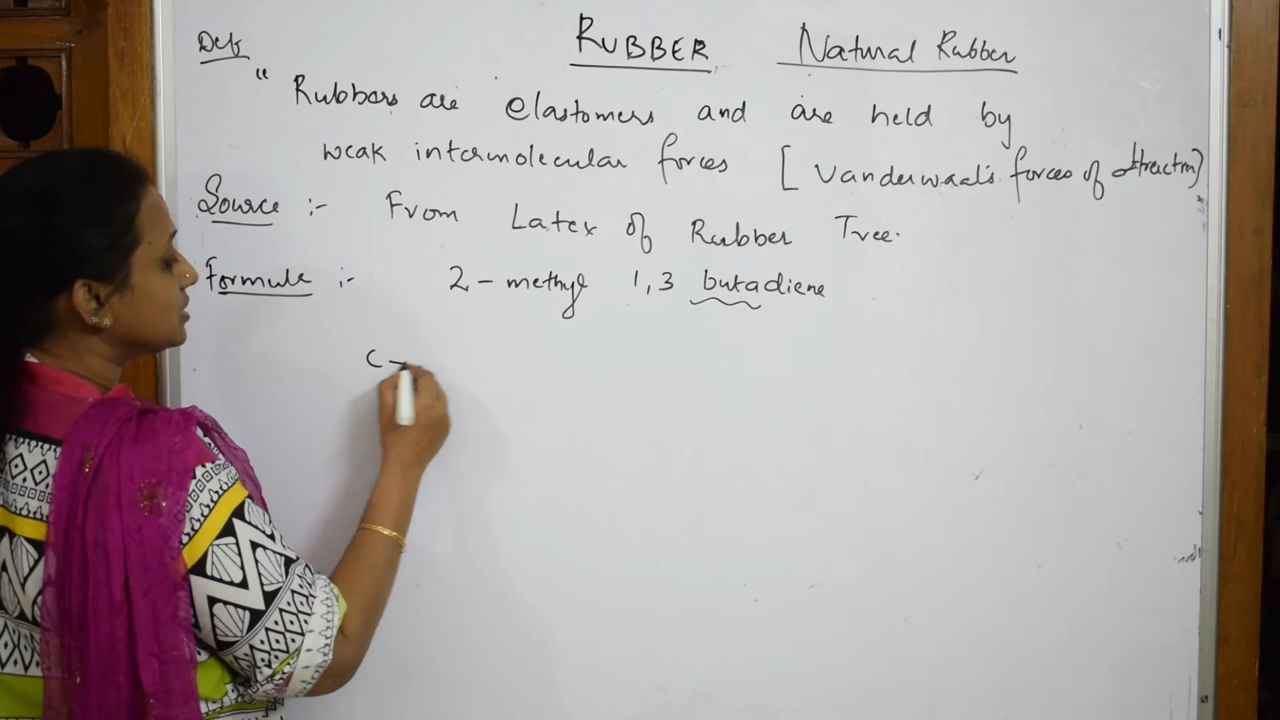 RUBBER Natural Rubber
Def
" Rubbers are elastomers and are held by
weak intermolecular forces [ Vanderwaal's forces of attraction]
Source :- From Latex of Rubber Tree.
Formule :- 2-methyl 1,3 butadiene
C -